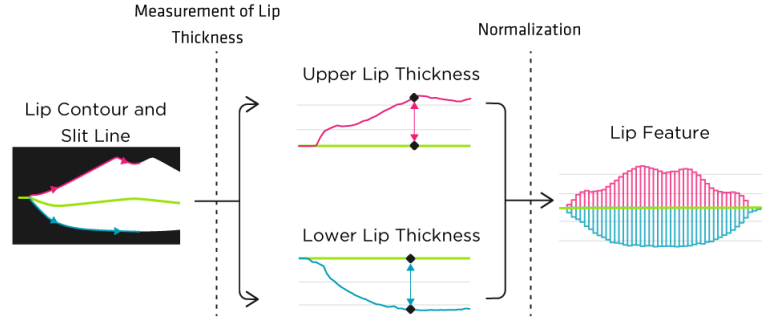 Measurement of Lip
Thickness
Normalization
Lip Contour and
Slit Line
Upper Lip Thickness
Lower Lip Thickness
Lip Feature